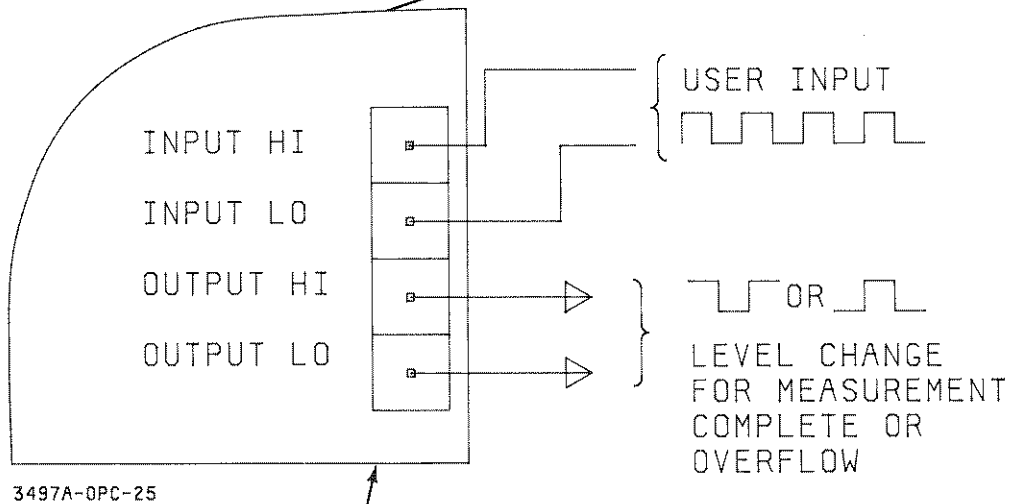 USER INPUT
INPUT HI
INPUT LO
OUTPUT HI
OUTPUT LO
OR
LEVEL CHANGE
FOR MEASUREMENT
COMPLETE OR
OVERFLOW
3497A-OPC-25